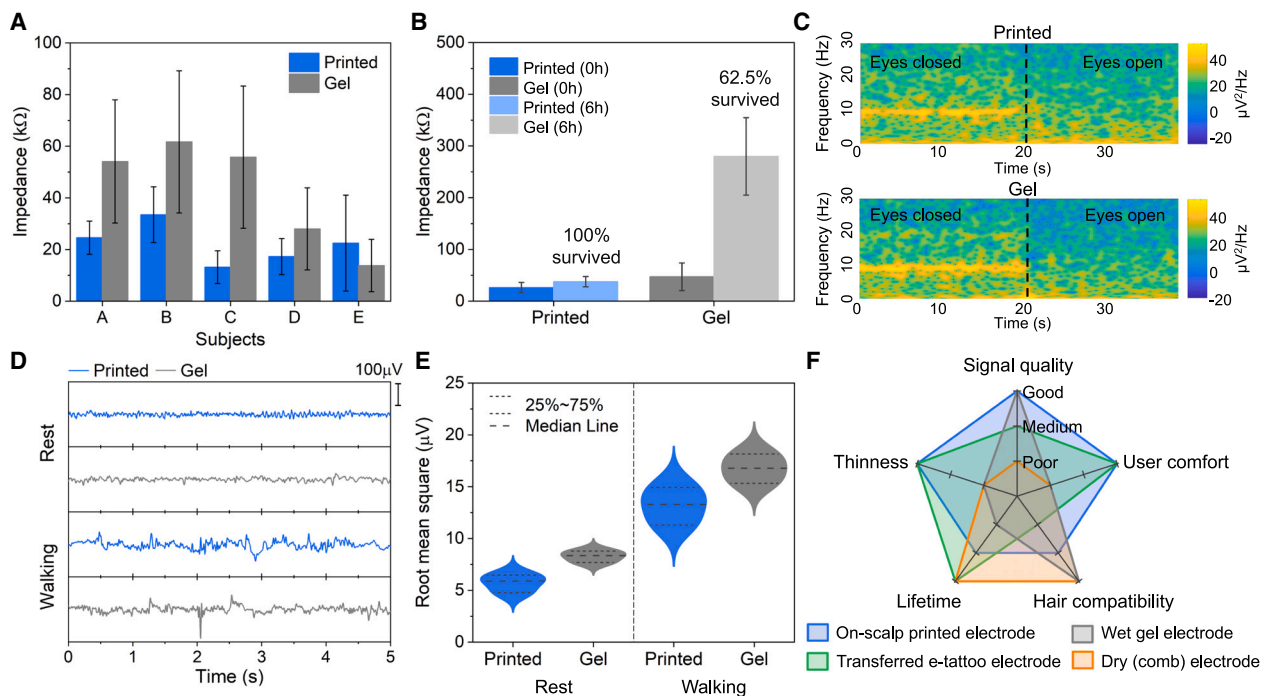 A
100
80
60
40
20
0
Impedance (kΩ)
Printed
Gel
A B C D E
Subjects
B
500
400
300
200
100
0
Impedance (kΩ)
Printed (0h)
Gel (0h)
Printed (6h)
Gel (6h)
100%
survived
62.5%
survived
Printed Gel
C
Printed
Eyes closed Eyes open
Frequency (Hz)
30
20
10
0
0 10 20 30
Time (s)
40
20
0
-20
µV²/Hz
Gel
Eyes closed Eyes open
Frequency (Hz)
30
20
10
0
0 10 20 30
Time (s)
40
20
0
-20
µV²/Hz
D
Printed Gel 100µV
Rest
Walking
0 1 2 3 4 5
Time (s)
E
25
20
15
10
5
0
Root mean square (µV)
25%~75%
Median Line
Printed Gel Printed Gel
Rest Walking
F
Signal quality
Good
Medium
Poor
Thinness
User comfort
Lifetime
Hair compatibility
On-scalp printed electrode
Wet gel electrode
Transferred e-tattoo electrode
Dry (comb) electrode